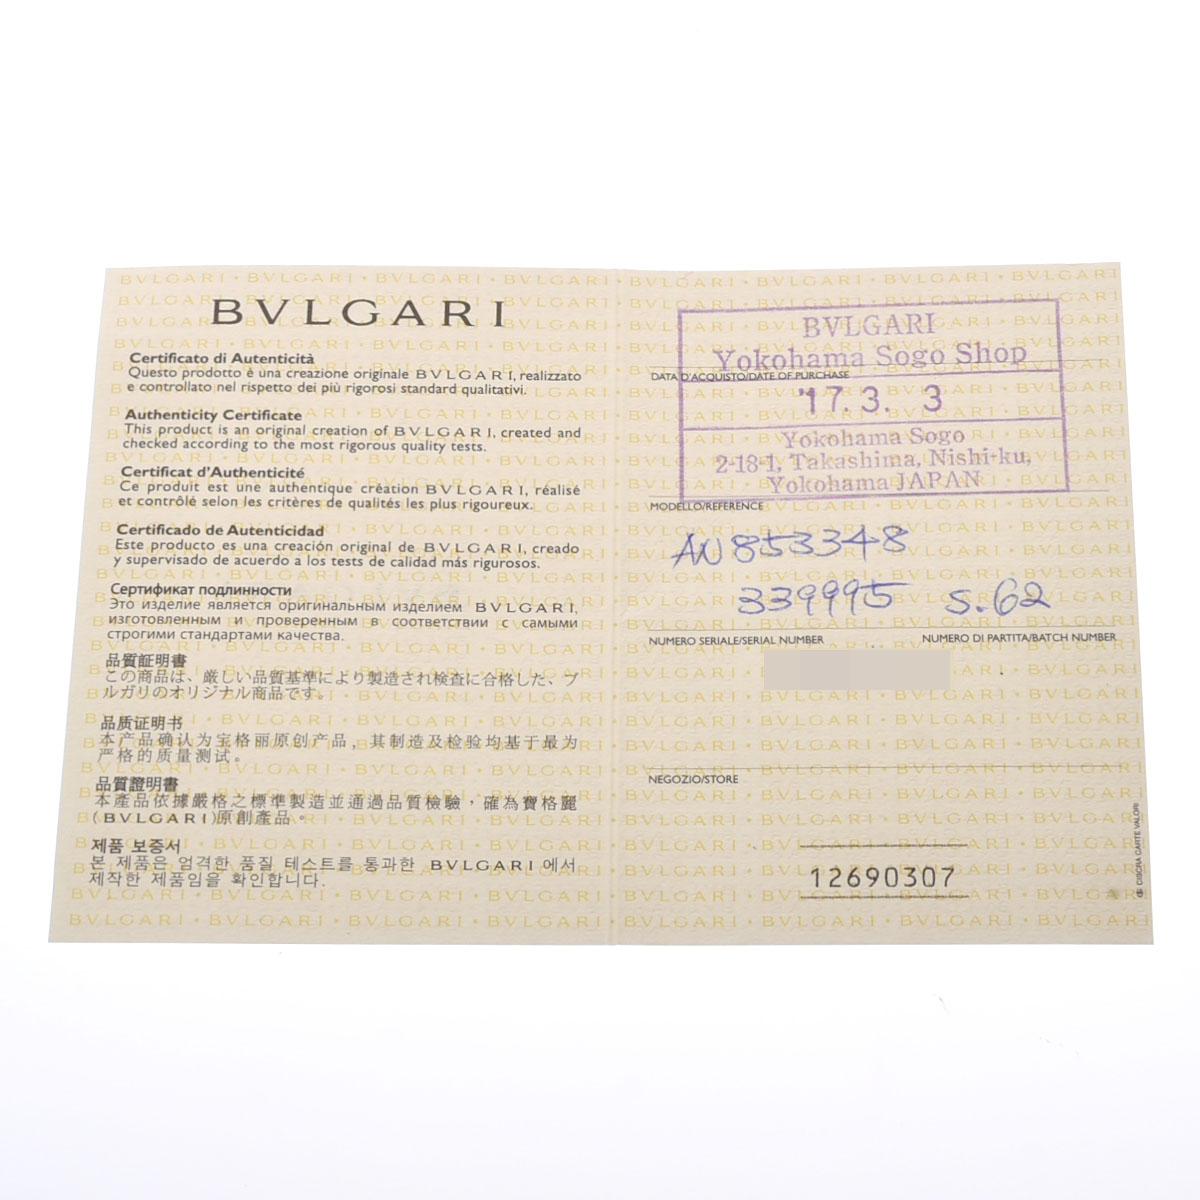 BVLGARI
Certificato di Autenticità
Questo prodotto è una creazione originale BVLGARI, realizzato
e controllato nel rispetto dei più rigorosi standard qualitativi.
Authenticity Certificate
This product is an original creation of BVLGARI, created and
checked according to the most rigorous quality tests.
Certificat d'Authenticité
Ce produit est une authentique création BVLGARI, réalisé
et contrôlé selon les critères de qualités les plus rigoureux.
Certificado de Autenticidad
Este producto es una creación original de BVLGARI, creado
y supervisado de acuerdo a los tests de calidad más rigurosos.
Сертификат подлинности
Это изделие является оригинальным изделием BVLGARI,
изготовленным и проверенным в соответствии с самыми
строгими стандартами качества.
品質証明書
この商品は、厳しい品質基準により製造され検査に合格した、ブ
ルガリのオリジナル商品です。
品质证明书
本产品确认为宝格丽原创产品，其制造及检验均基于最为
严格的质量测试。
品質證明書
本產品依據嚴格之標準製造並通過品質檢驗，確為寶格麗
(BVLGARI)原創產品。
제품 보증서
본 제품은 엄격한 품질 테스트를 통과한 BVLGARI 에서
제작한 제품임을 확인합니다.
BVLGARI
Yokohama Sogo Shop
DATA D'ACQUISTO/DATE OF PURCHASE
'17. 3. 3
Yokohama Sogo
2-18-1, Takashima, Nishi-ku,
Yokohama JAPAN
MODELLO/REFERENCE
AN853348
339995 S.62
NUMERO SERIALE/SERIAL NUMBER NUMERO DI PARTITA/BATCH NUMBER
NEGOZIO/STORE
12690307
CISCRA CARTE VALORI